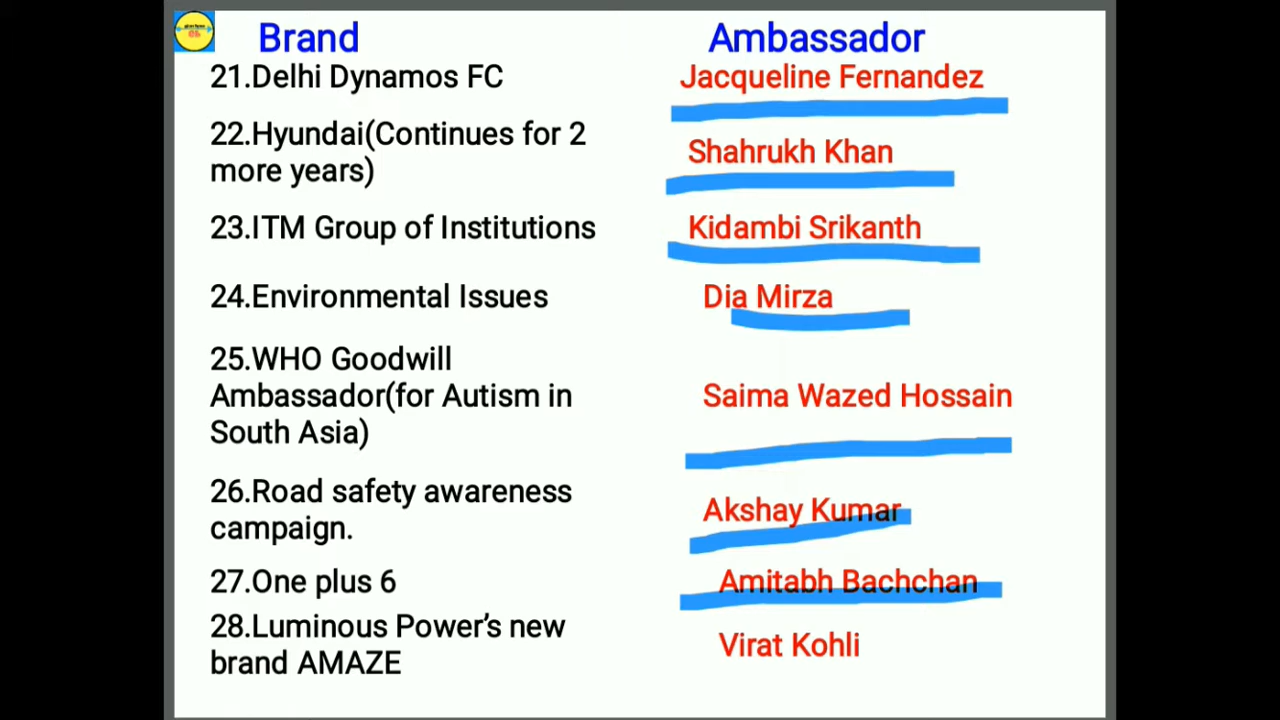 Brand Ambassador
21.Delhi Dynamos FC Jacqueline Fernandez
22.Hyundai(Continues for 2
more years) Shahrukh Khan
23.ITM Group of Institutions Kidambi Srikanth
24.Environmental Issues Dia Mirza
25.WHO Goodwill
Ambassador(for Autism in Saima Wazed Hossain
South Asia)
26.Road safety awareness Akshay Kumar
campaign.
27.One plus 6 Amitabh Bachchan
28.Luminous Power’s new Virat Kohli
brand AMAZE